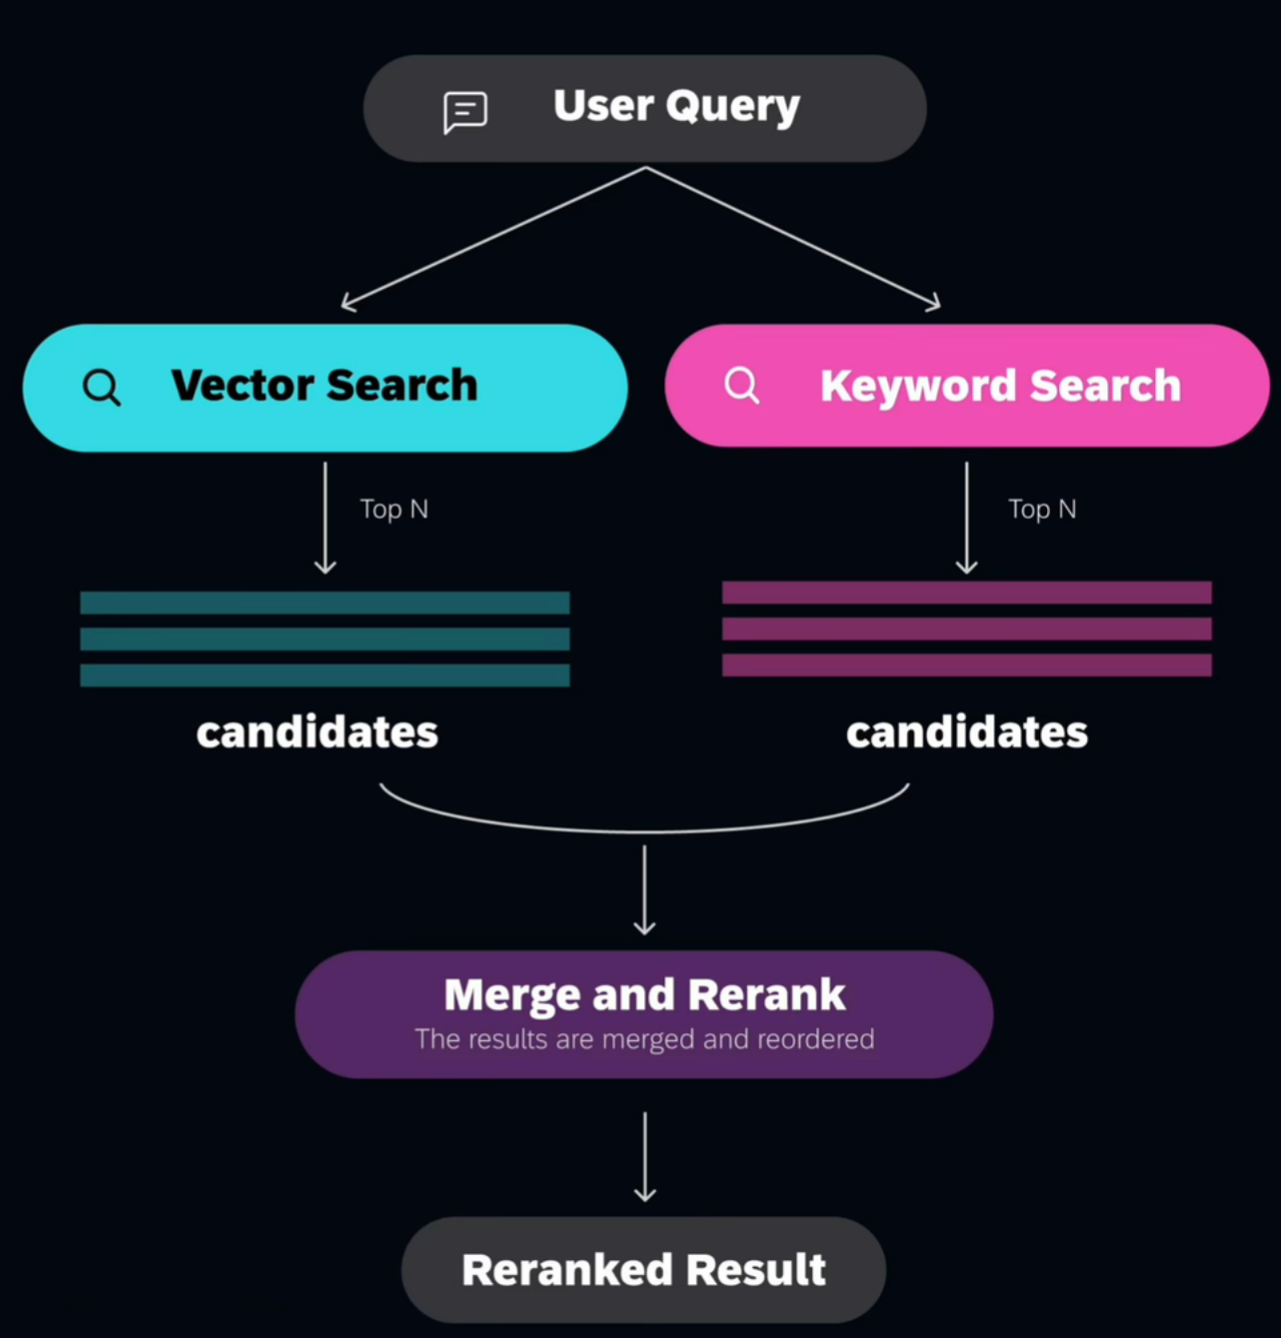 User Query
Vector Search
Keyword Search
Top N
Top N
candidates
candidates
Merge and Rerank
The results are merged and reordered
Reranked Result